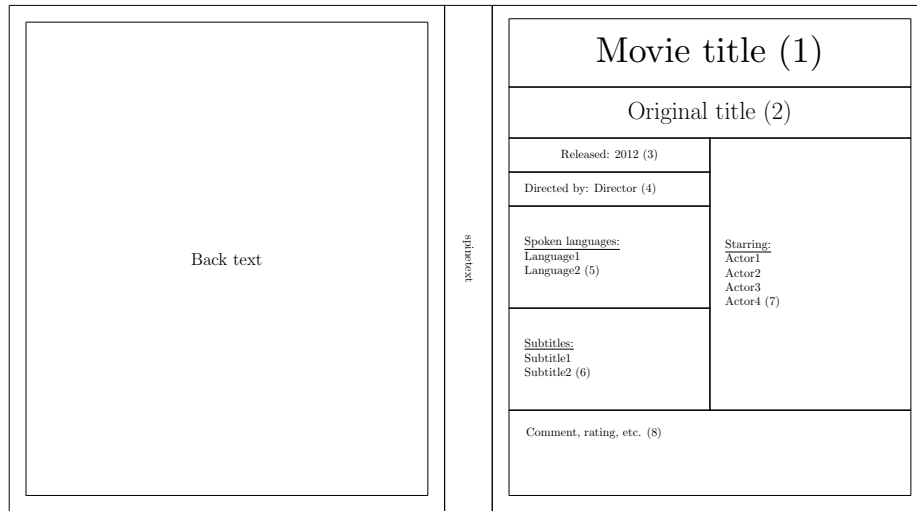 Back text
spinetext
Movie title (1)
Original title (2)
Released: 2012 (3)
Directed by: Director (4)
Spoken languages:
Language1
Language2 (5)
Subtitles:
Subtitle1
Subtitle2 (6)
Starring:
Actor1
Actor2
Actor3
Actor4 (7)
Comment, rating, etc. (8)